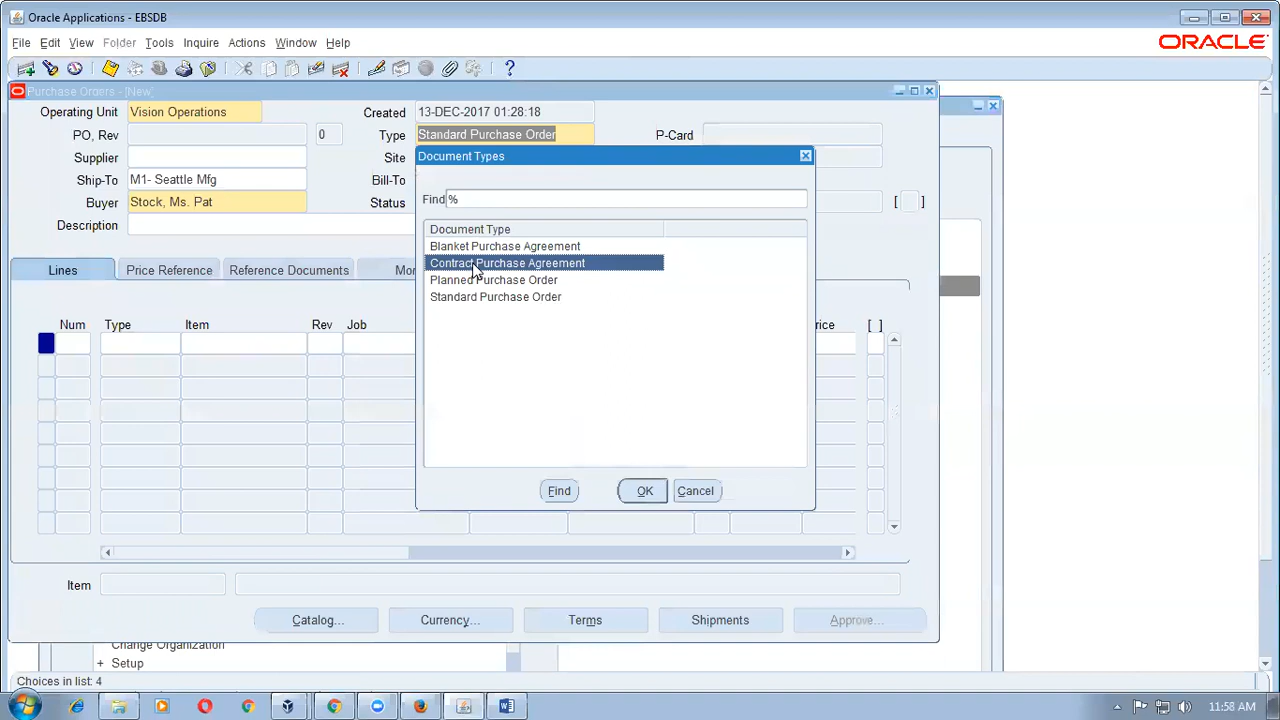 Oracle Applications - EBSDB
File Edit View Folder Tools Inquire Actions Window Help
ORACLE
Purchase Orders - [New]
Operating Unit Vision Operations Created 13-DEC-2017 01:28:18
PO, Rev 0 Type Standard Purchase Order P-Card
Supplier Site
Ship-To M1- Seattle Mfg Bill-To
Buyer Stock, Ms. Pat Status [ ]
Description
Document Types
Find %
Document Type
Blanket Purchase Agreement
Contract Purchase Agreement
Planned Purchase Order
Standard Purchase Order
Find OK Cancel
Lines Price Reference Reference Documents Mor
Num Type Item Rev Job rice [ ]
Item
Catalog... Currency... Terms Shipments Approve...
Change Organization
+ Setup
Choices in list: 4
11:58 AM